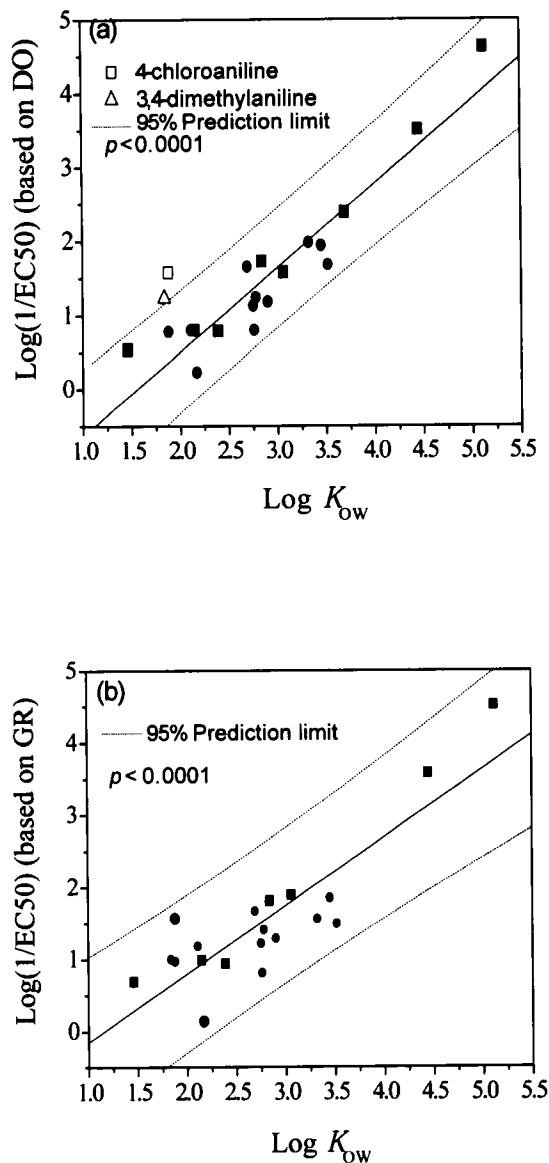 (a)
4-chloroaniline
3,4-dimethylaniline
95% Prediction limit
p<0.0001
5
4
3
2
1
0
Log(1/EC50) (based on DO)
1.0 1.5 2.0 2.5 3.0 3.5 4.0 4.5 5.0 5.5
Log Kow
(b)
95% Prediction limit
p<0.0001
5
4
3
2
1
0
Log(1/EC50) (based on GR)
1.0 1.5 2.0 2.5 3.0 3.5 4.0 4.5 5.0 5.5
Log Kow